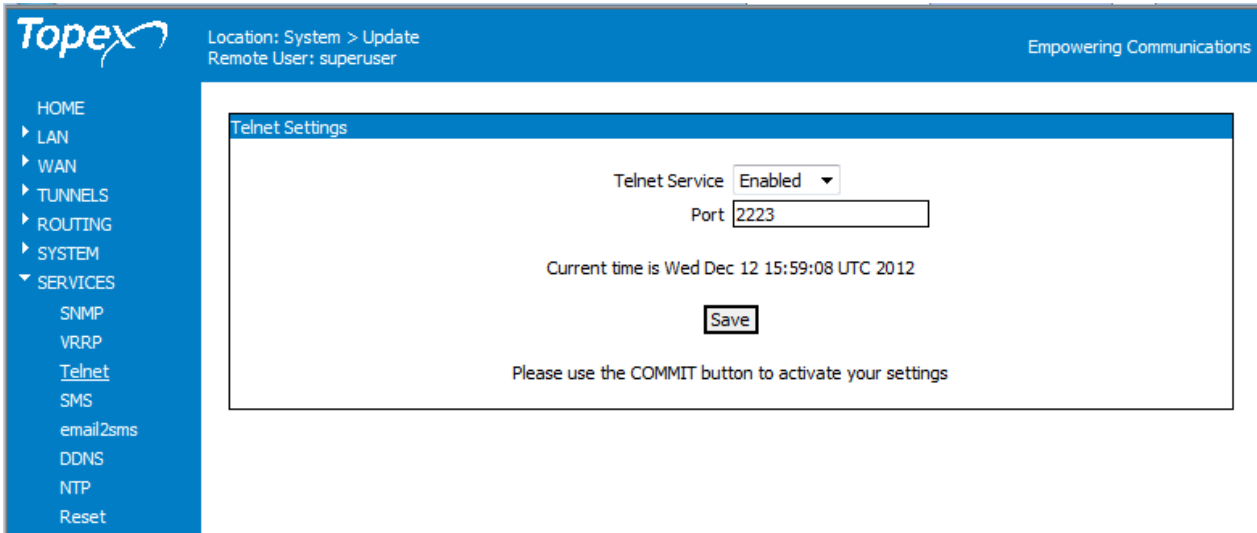 Topex
Location: System > Update
Remote User: superuser
Empowering Communications
HOME
LAN
WAN
TUNNELS
ROUTING
SYSTEM
SERVICES
SNMP
VRRP
Telnet
SMS
email2sms
DDNS
NTP
Reset
Telnet Settings
Telnet Service Enabled
Port 2223
Current time is Wed Dec 12 15:59:08 UTC 2012
Save
Please use the COMMIT button to activate your settings